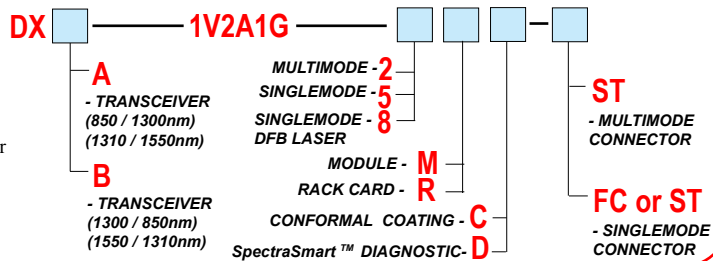 DX 1V2A1G -
A
- TRANSCEIVER
(850 / 1300nm)
(1310 / 1550nm)
B
- TRANSCEIVER
(1300 / 850nm)
(1550 / 1310nm)
MULTIMODE - 2
SINGLEMODE - 5
SINGLEMODE - 8
DFB LASER
MODULE - M
RACK CARD - R
CONFORMAL COATING - C
SpectraSmart ™ DIAGNOSTIC- D
ST
- MULTIMODE
CONNECTOR
FC or ST
- SINGLEMODE
CONNECTOR